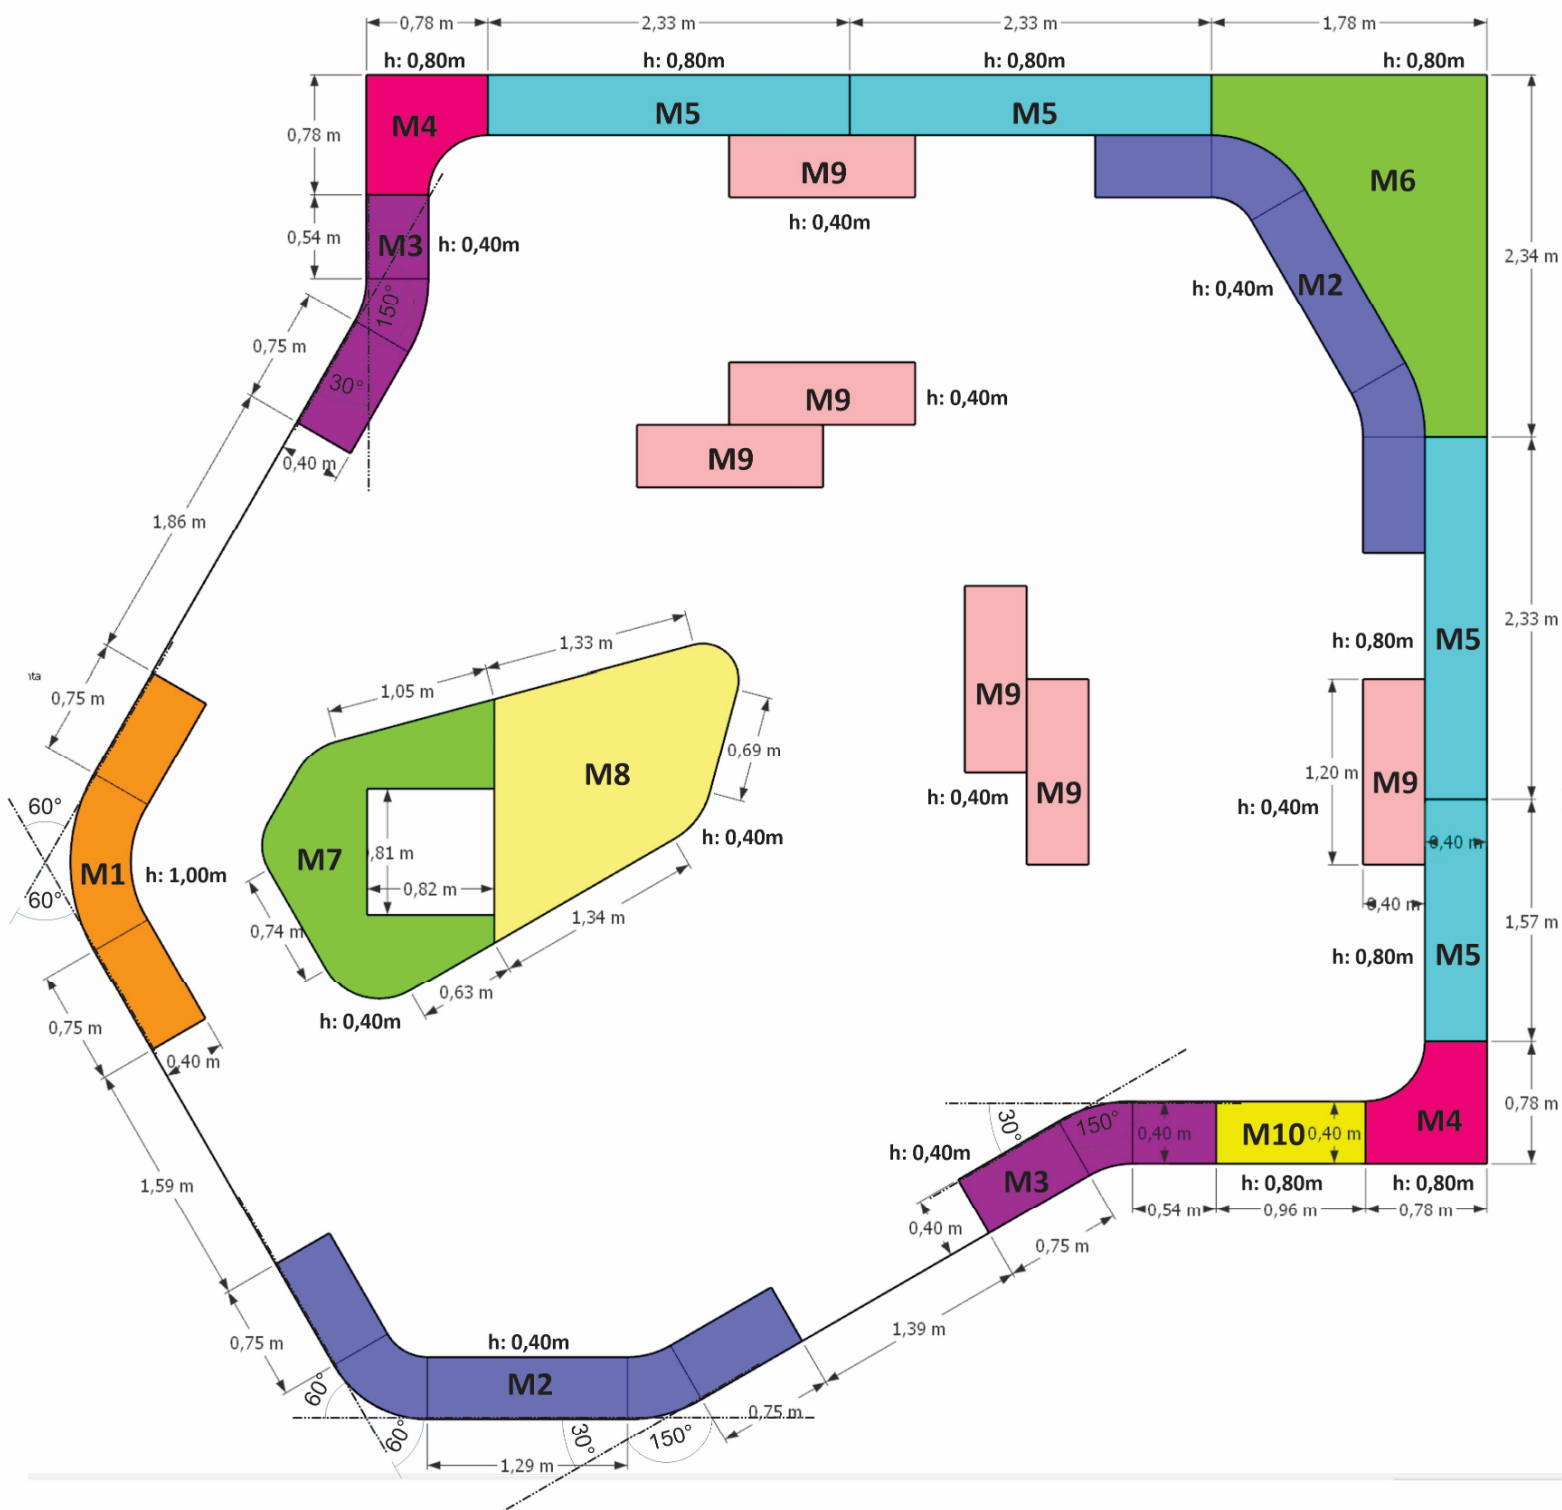 0,78 m
2,33 m
2,33 m
1,78 m
h: 0,80m
h: 0,80m
h: 0,80m
h: 0,80m
M4
M5
M5
M6
0,78 m
M9
h: 0,40m
0,54 m
M3
h: 0,40m
2,34 m
M2
h: 0,40m
150°
0,75 m
30°
M9
h: 0,40m
M9
0,40 m
1,86 m
2,33 m
h: 0,80m
M5
1,33 m
1,05 m
nta
0,75 m
M9
0,69 m
M8
1,20 m
M9
h: 0,40m
M9
h: 0,40m
60°
h: 0,40m
0,40 m
M7
,81 m
0,82 m
M1
h: 1,00m
60°
0,40 m
1,34 m
0,74 m
1,57 m
h: 0,80m
M5
0,63 m
h: 0,40m
0,75 m
0,40 m
0,78 m
30°
150°
0,40 m
M10
0,40 m
M4
h: 0,40m
M3
h: 0,80m
h: 0,80m
1,59 m
0,54 m
0,96 m
0,78 m
0,40 m
0,75 m
1,39 m
0,75 m
h: 0,40m
M2
60°
0,75 m
60°
30°
150°
1,29 m